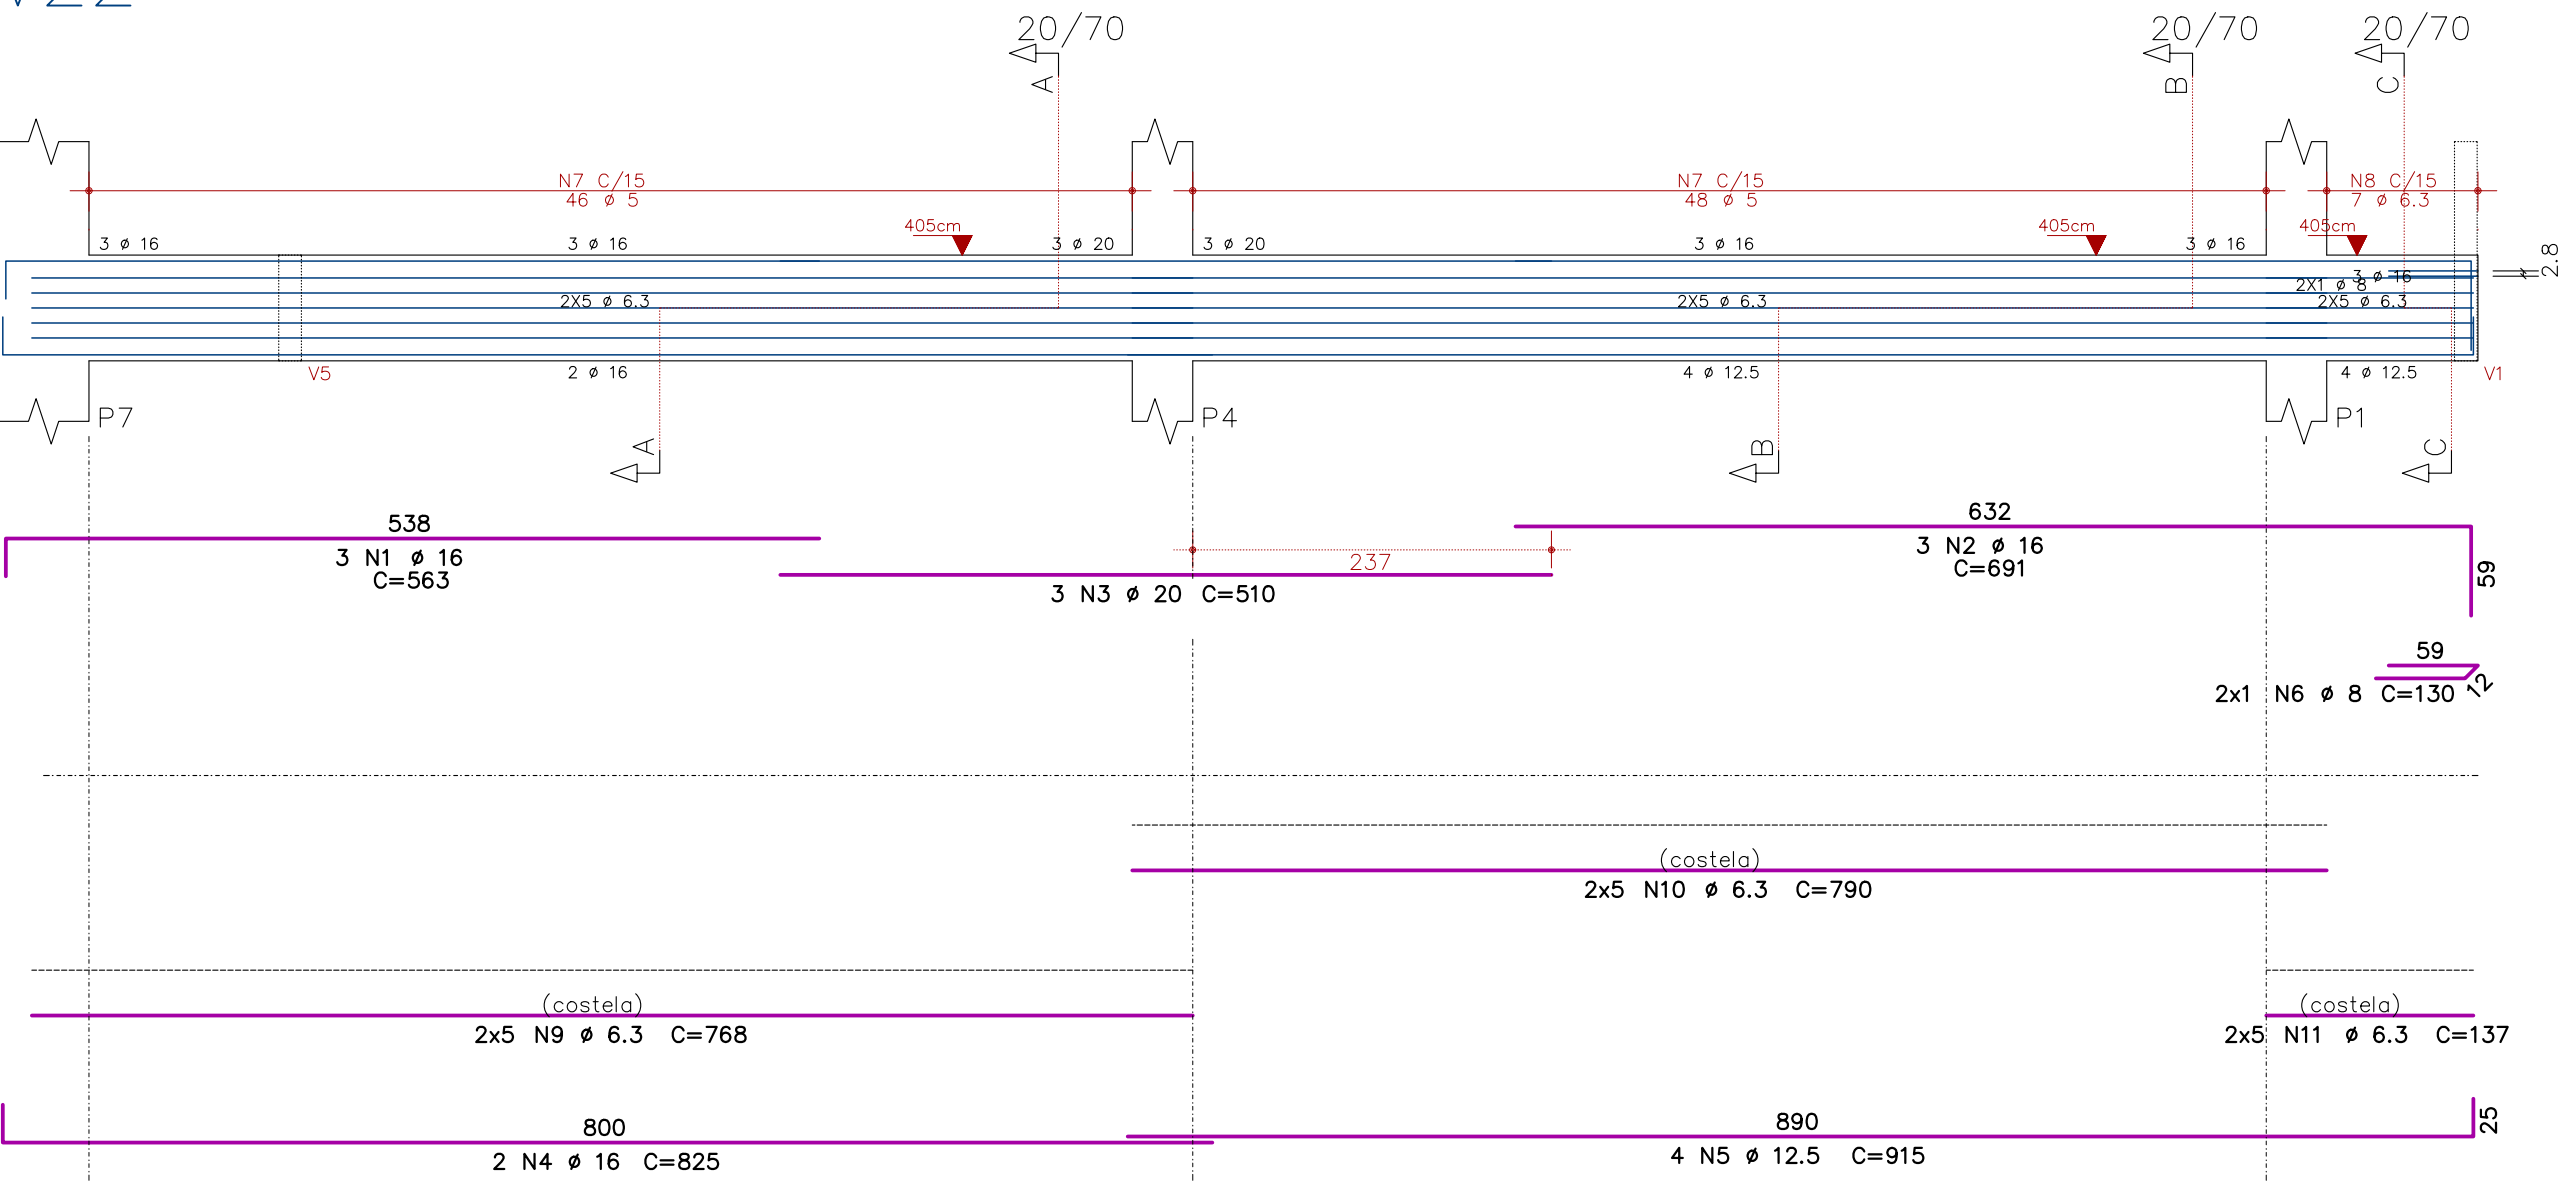 20/70 20/70 20/70
A B C
N7 C/15 N7 C/15 N8 C/15
46 ø 5 48 ø 5 7 ø 6.3
405cm 405cm 405cm
3 ø 16 3 ø 16 3 ø 20 3 ø 20 3 ø 16 3 ø 16
3 ø 16 2.8
2X1 ø 8
2X5 ø 6.3 2X5 ø 6.3 2X5 ø 6.3
V5 2 ø 16 4 ø 12.5 4 ø 12.5 V1
P7 P4 P1
A B C
538 632
3 N1 ø 16 237 3 N2 ø 16
C=563 C=691 59
3 N3 ø 20 C=510
59
2x1 N6 ø 8 C=130 12
(costela)
2x5 N10 ø 6.3 C=790
(costela) (costela)
2x5 N9 ø 6.3 C=768 2x5 N11 ø 6.3 C=137
800 890 25
2 N4 ø 16 C=825 4 N5 ø 12.5 C=915